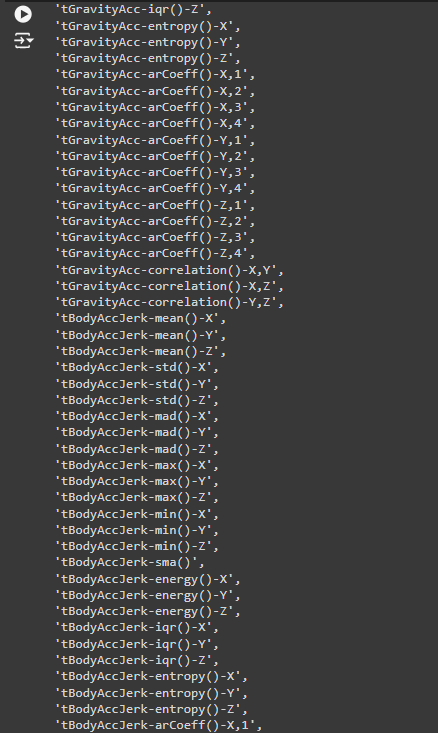 'tGravityAcc-iqr()-Z',
'tGravityAcc-entropy()-X',
'tGravityAcc-entropy()-Y',
'tGravityAcc-entropy()-Z',
'tGravityAcc-arCoeff()-X,1',
'tGravityAcc-arCoeff()-X,2',
'tGravityAcc-arCoeff()-X,3',
'tGravityAcc-arCoeff()-X,4',
'tGravityAcc-arCoeff()-Y,1',
'tGravityAcc-arCoeff()-Y,2',
'tGravityAcc-arCoeff()-Y,3',
'tGravityAcc-arCoeff()-Y,4',
'tGravityAcc-arCoeff()-Z,1',
'tGravityAcc-arCoeff()-Z,2',
'tGravityAcc-arCoeff()-Z,3',
'tGravityAcc-arCoeff()-Z,4',
'tGravityAcc-correlation()-X,Y',
'tGravityAcc-correlation()-X,Z',
'tGravityAcc-correlation()-Y,Z',
'tBodyAccJerk-mean()-X',
'tBodyAccJerk-mean()-Y',
'tBodyAccJerk-mean()-Z',
'tBodyAccJerk-std()-X',
'tBodyAccJerk-std()-Y',
'tBodyAccJerk-std()-Z',
'tBodyAccJerk-mad()-X',
'tBodyAccJerk-mad()-Y',
'tBodyAccJerk-mad()-Z',
'tBodyAccJerk-max()-X',
'tBodyAccJerk-max()-Y',
'tBodyAccJerk-max()-Z',
'tBodyAccJerk-min()-X',
'tBodyAccJerk-min()-Y',
'tBodyAccJerk-min()-Z',
'tBodyAccJerk-sma()',
'tBodyAccJerk-energy()-X',
'tBodyAccJerk-energy()-Y',
'tBodyAccJerk-energy()-Z',
'tBodyAccJerk-iqr()-X',
'tBodyAccJerk-iqr()-Y',
'tBodyAccJerk-iqr()-Z',
'tBodyAccJerk-entropy()-X',
'tBodyAccJerk-entropy()-Y',
'tBodyAccJerk-entropy()-Z',
'tBodyAccJerk-arCoeff()-X,1',